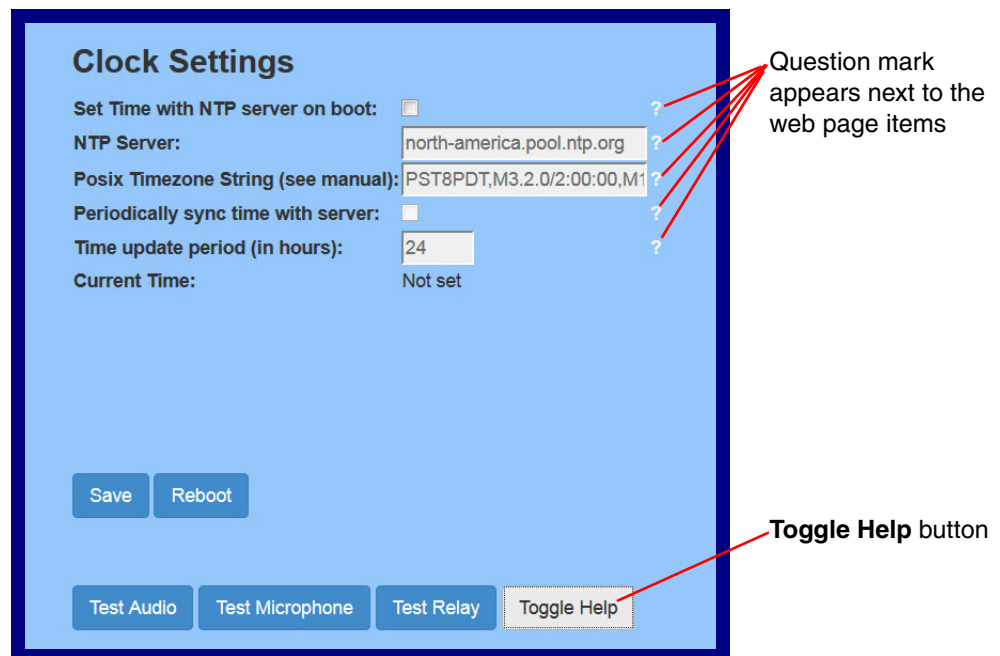 Clock Settings
Set Time with NTP server on boot: ?
NTP Server: north-america.pool.ntp.org ?
Posix Timezone String (see manual): PST8PDT,M3.2.0/2:00:00,M1 ?
Periodically sync time with server: ?
Time update period (in hours): 24 ?
Current Time: Not set
Save Reboot
Test Audio Test Microphone Test Relay Toggle Help
Question mark
appears next to the
web page items
Toggle Help button